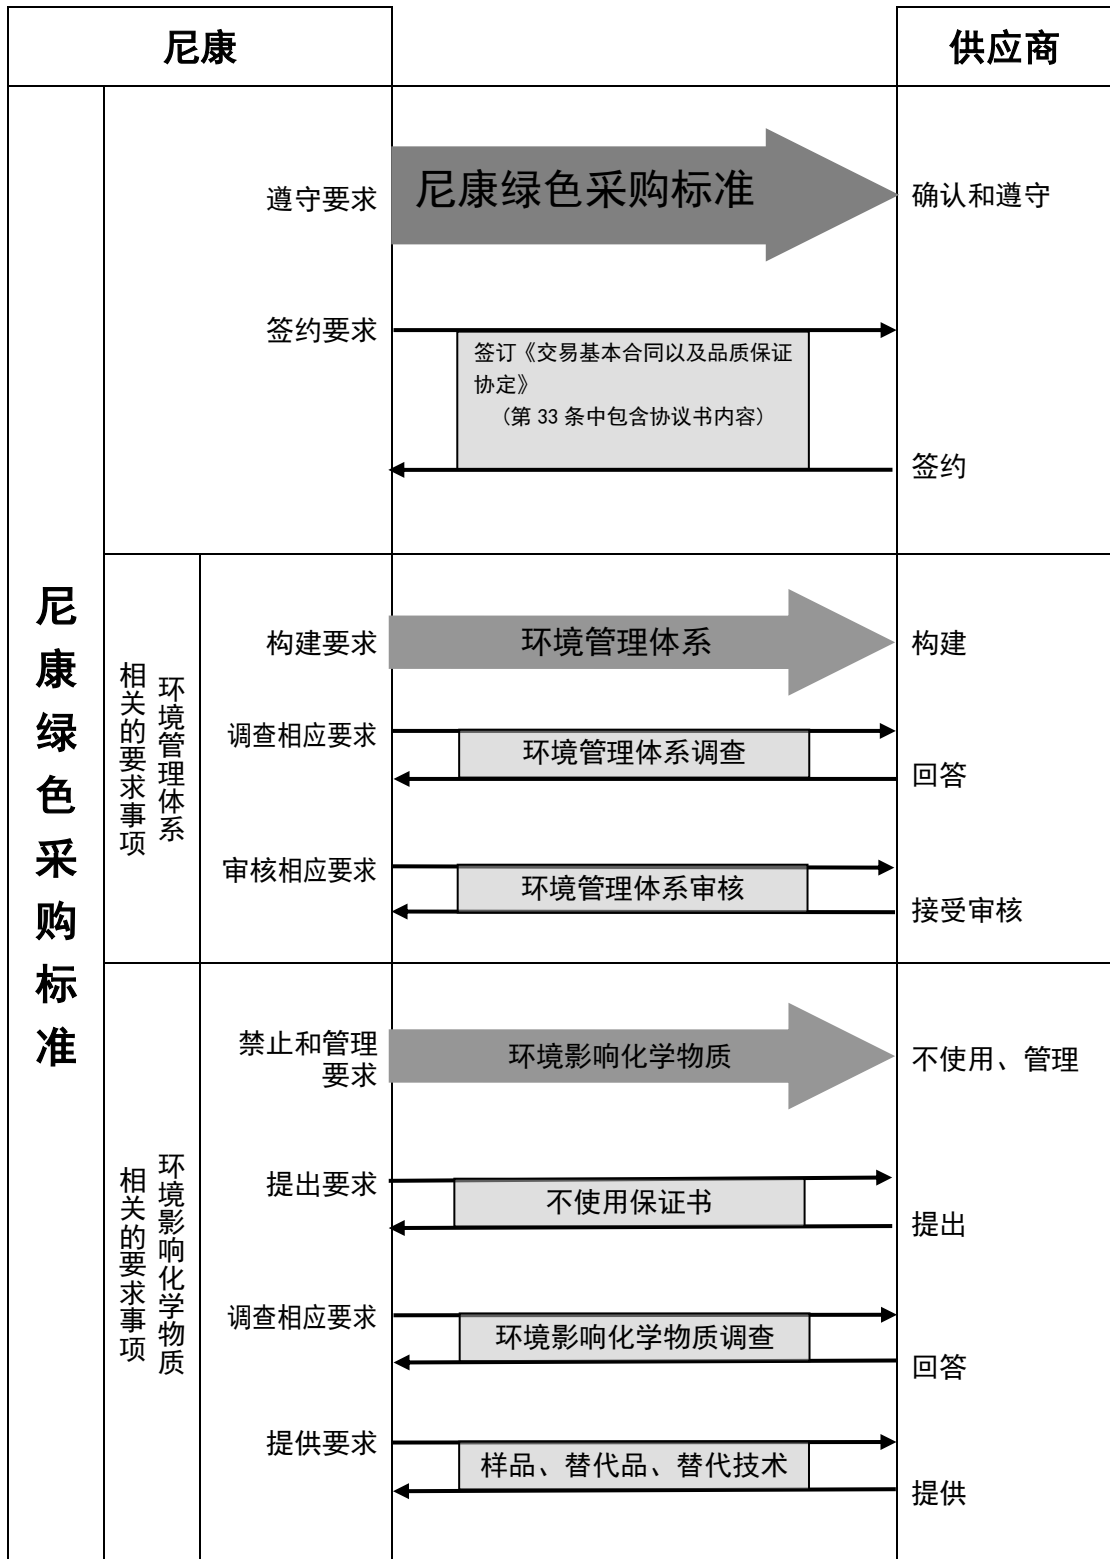 尼康
供应商
尼康绿色采购标准
遵守要求
尼康绿色采购标准
确认和遵守
签约要求
签订《交易基本合同以及品质保证
协定》
（第 33 条中包含协议书内容）
签约
环境管理体系
相关的要求事项
构建要求
环境管理体系
构建
调查相应要求
环境管理体系调查
回答
审核相应要求
环境管理体系审核
接受审核
环境影响化学物质
相关的要求事项
禁止和管理
要求
环境影响化学物质
不使用、管理
提出要求
不使用保证书
提出
调查相应要求
环境影响化学物质调查
回答
提供要求
样品、替代品、替代技术
提供